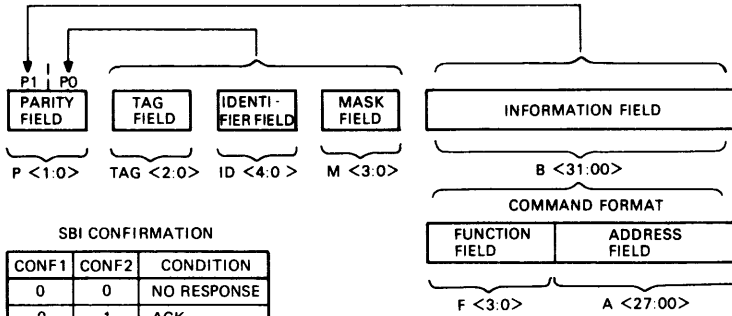 P1 | P0
PARITY FIELD
TAG FIELD
IDENTI- FIER FIELD
MASK FIELD
INFORMATION FIELD
P <1:0>
TAG <2:0>
ID <4:0 >
M <3:0>
B <31:00>
COMMAND FORMAT
FUNCTION FIELD
ADDRESS FIELD
F <3:0>
A <27:00>
SBI CONFIRMATION
CONF1 CONF2 CONDITION
0 0 NO RESPONSE
0 1 ACK